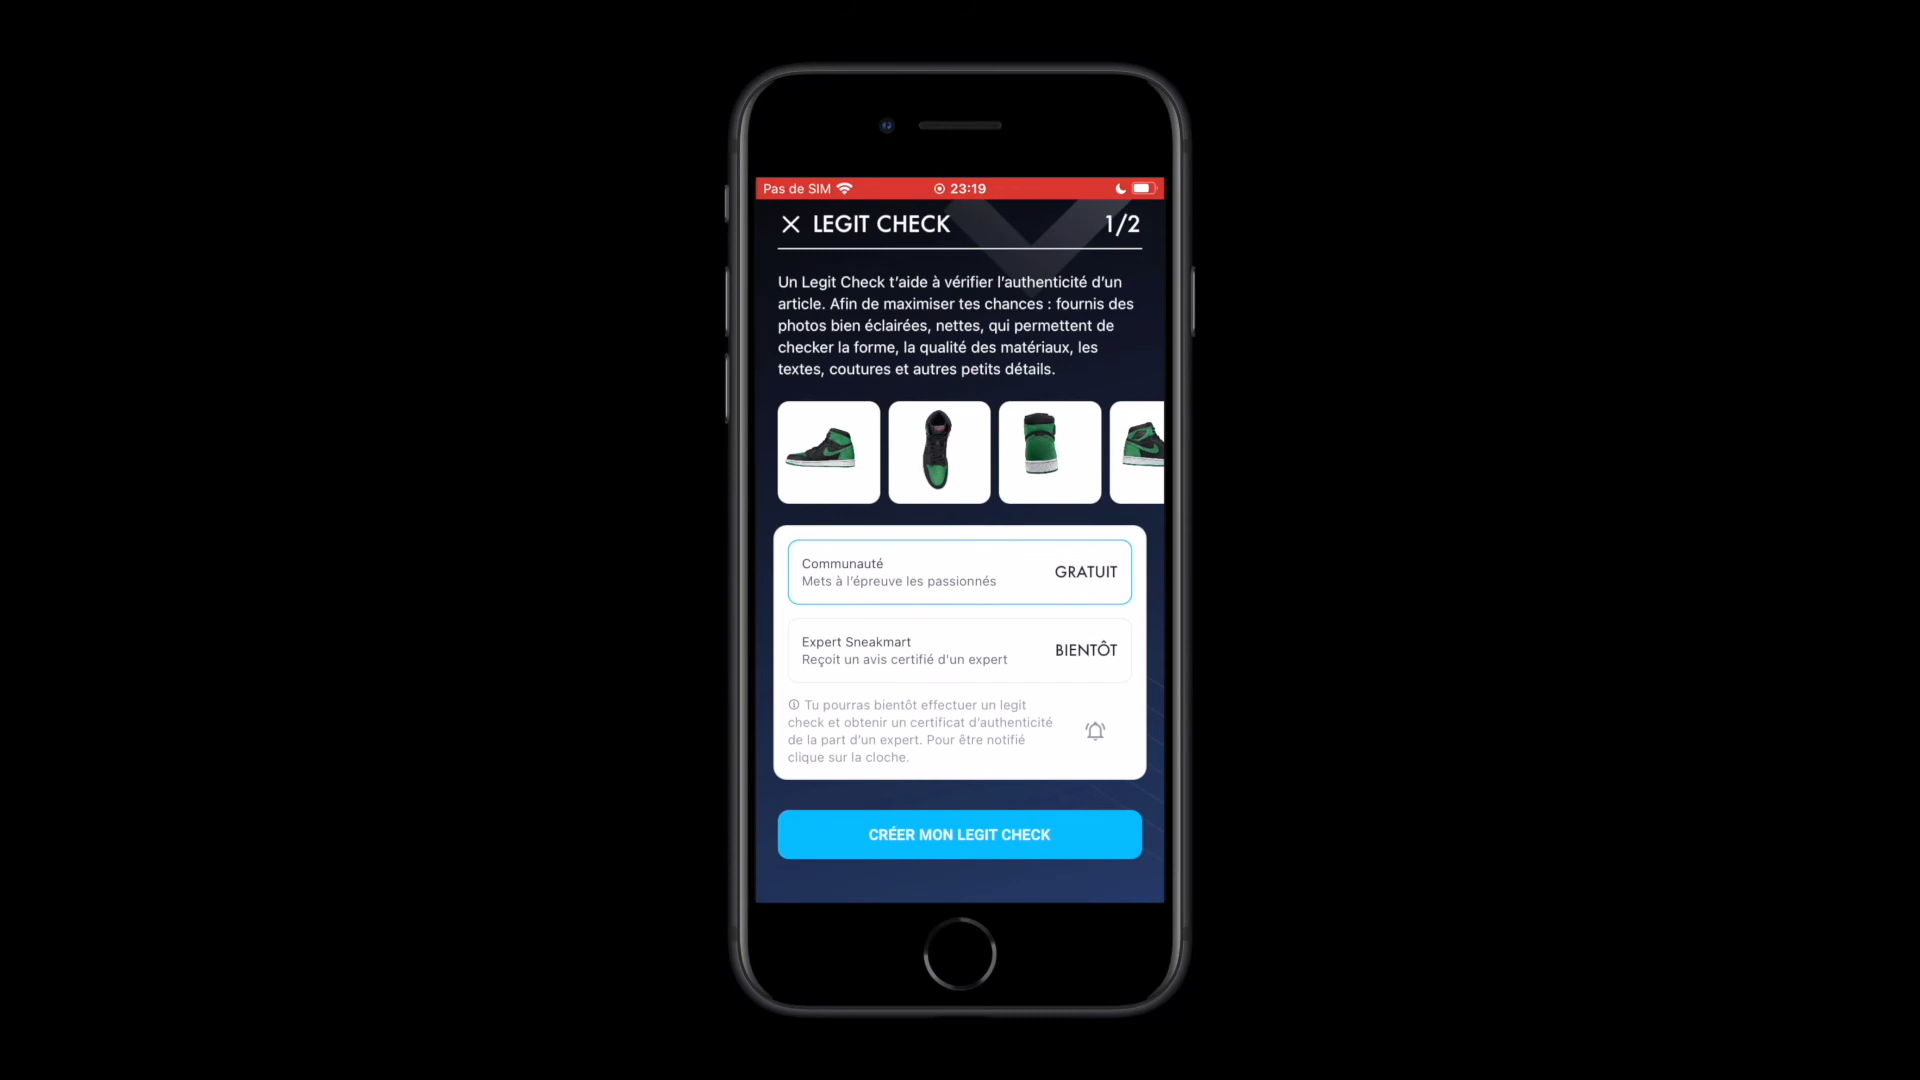 Pas de SIM 23:19
LEGIT CHECK 1/2
Un Legit Check t’aide à vérifier l’authenticité d’un
article. Afin de maximiser tes chances : fournis des
photos bien éclairées, nettes, qui permettent de
checker la forme, la qualité des matériaux, les
textes, coutures et autres petits détails.
Communauté
Mets à l’épreuve les passionnés
GRATUIT
Expert Sneakmart
Reçoit un avis certifié d'un expert
BIENTÔT
Tu pourras bientôt effectuer un legit
check et obtenir un certificat d’authenticité
de la part d’un expert. Pour être notifié
clique sur la cloche.
CRÉER MON LEGIT CHECK